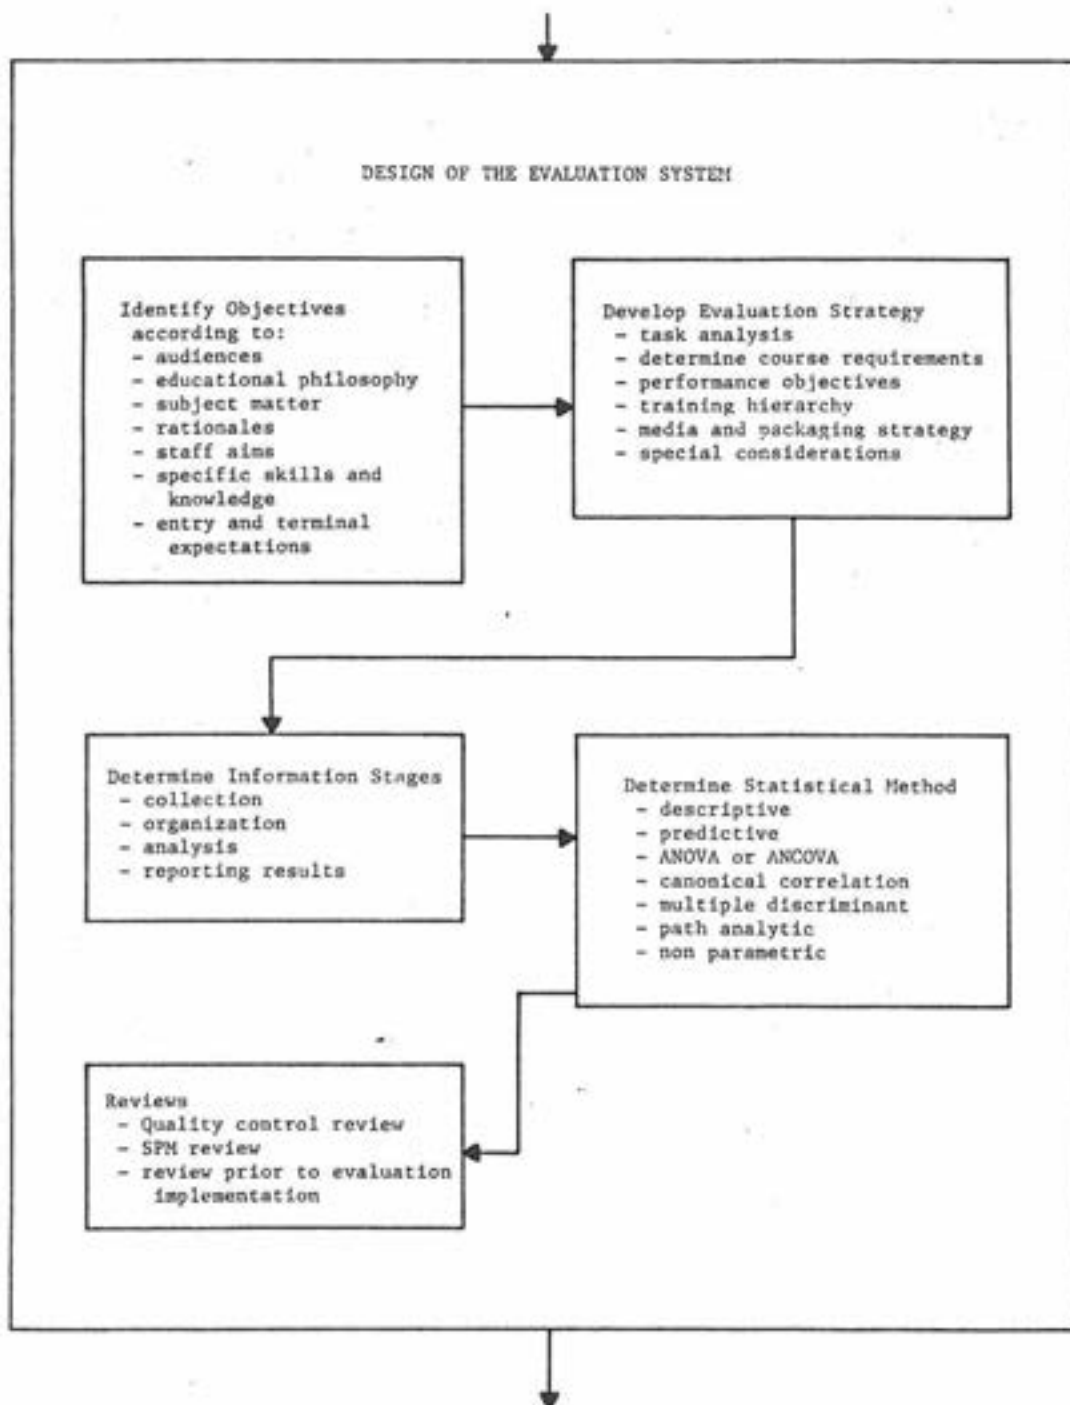 DESIGN OF THE EVALUATION SYSTEM
Identify Objectives
according to:
- audiences
- educational philosophy
- subject matter
- rationales
- staff aims
- specific skills and
knowledge
- entry and terminal
expectations
Develop Evaluation Strategy
- task analysis
- determine course requirements
- performance objectives
- training hierarchy
- media and packaging strategy
- special considerations
Determine Information Stages
- collection
- organization
- analysis
- reporting results
Determine Statistical Method
- descriptive
- predictive
- ANOVA or ANCOVA
- canonical correlation
- multiple discriminant
- path analytic
- non parametric
Reviews
- Quality control review
- SPM review
- review prior to evaluation
implementation